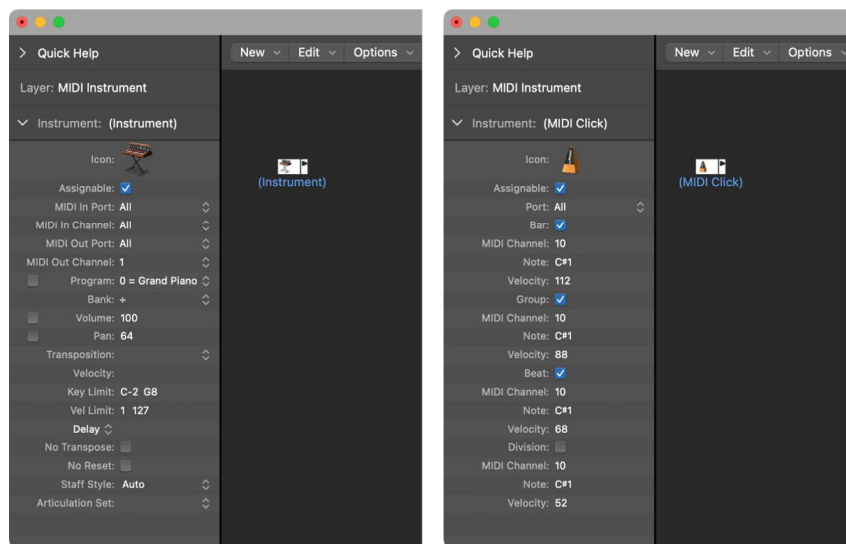 Quick Help
New Edit Options
Layer: MIDI Instrument
Instrument: (Instrument)
Icon:
(Instrument)
Assignable:
MIDI In Port: All
MIDI In Channel: All
MIDI Out Port: All
MIDI Out Channel: 1
Program: 0 = Grand Piano
Bank: ÷
Volume: 100
Pan: 64
Transposition:
Velocity:
Key Limit: C-2 G8
Vel Limit: 1 127
Delay
No Transpose:
No Reset:
Staff Style: Auto
Articulation Set:
Quick Help
New Edit Options
Layer: MIDI Instrument
Instrument: (MIDI Click)
Icon:
(MIDI Click)
Assignable:
Port: All
Bar:
MIDI Channel: 10
Note: C#1
Velocity: 112
Group:
MIDI Channel: 10
Note: C#1
Velocity: 88
Beat:
MIDI Channel: 10
Note: C#1
Velocity: 68
Division:
MIDI Channel: 10
Note: C#1
Velocity: 52